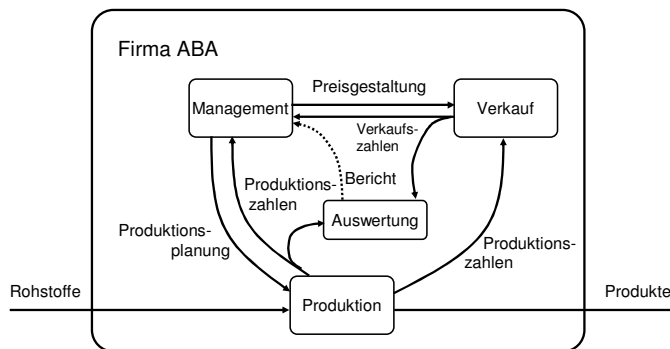 Firma ABA
Preisgestaltung
Management
Verkauf
Verkaufs-
zahlen
Bericht
Produktions-
zahlen
Auswertung
Produktions-
planung
Produktions-
zahlen
Rohstoffe
Produktion
Produkte